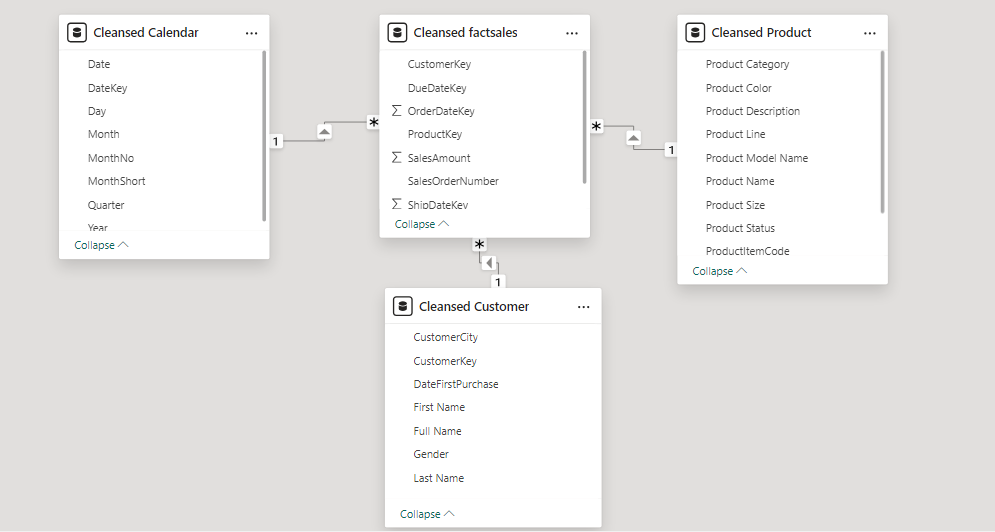 Cleansed Calendar
Date
DateKey
Day
Month
MonthNo
MonthShort
Quarter
Year
Collapse
1
*
Cleansed factsales
CustomerKey
DueDateKey
Σ OrderDateKey
ProductKey
Σ SalesAmount
SalesOrderNumber
Σ ShipDateKey
Collapse
*
1
Cleansed Product
Product Category
Product Color
Product Description
Product Line
Product Model Name
Product Name
Product Size
Product Status
ProductItemCode
Collapse
*
1
Cleansed Customer
CustomerCity
CustomerKey
DateFirstPurchase
First Name
Full Name
Gender
Last Name
Collapse